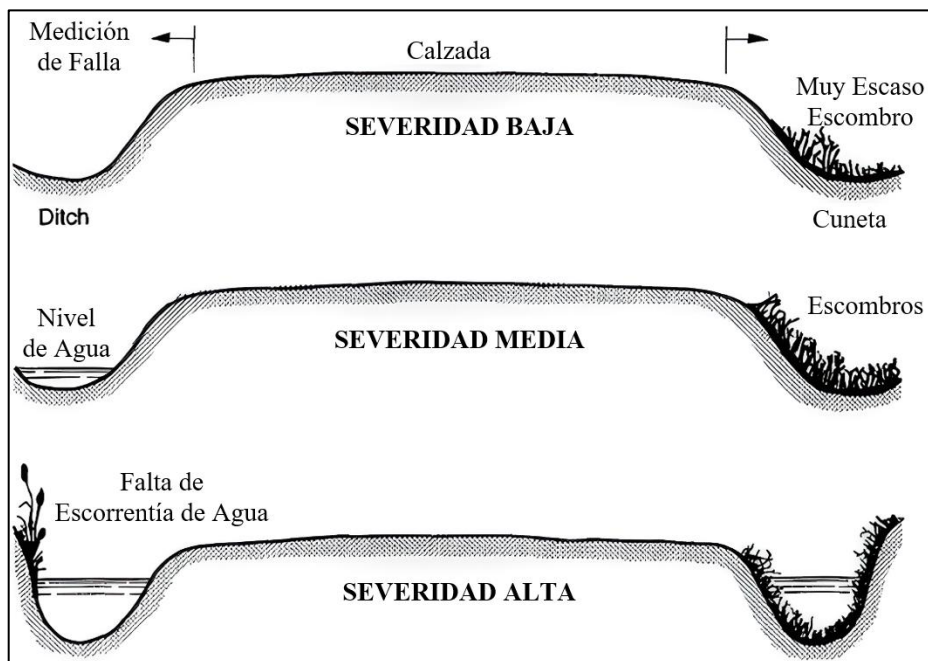 Medición
de Falla
Calzada
Muy Escaso
Escombro
SEVERIDAD BAJA
Ditch
Cuneta
Nivel
de Agua
Escombros
SEVERIDAD MEDIA
Falta de
Escorrentía de Agua
SEVERIDAD ALTA